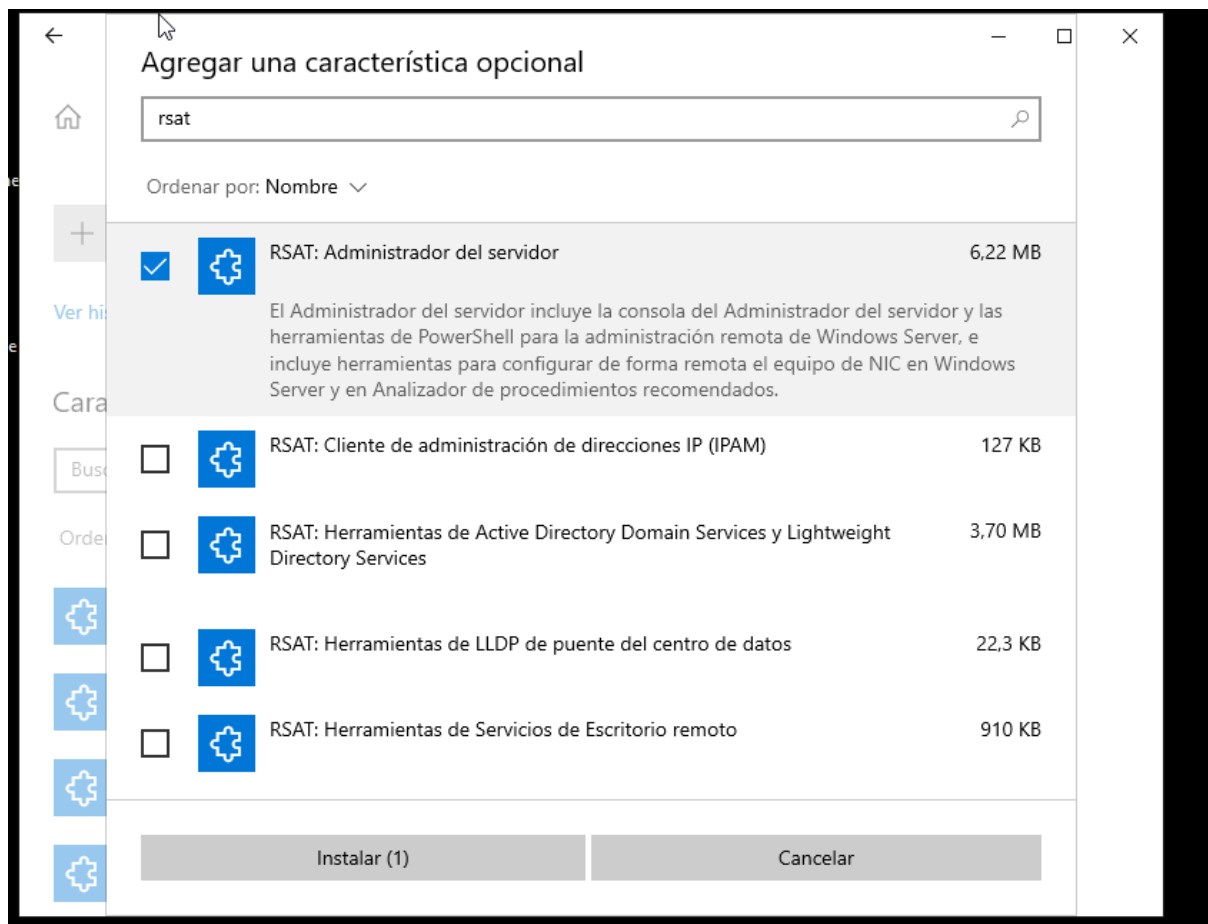 Agregar una característica opcional
rsat
Ordenar por: Nombre
RSAT: Administrador del servidor
6,22 MB
El Administrador del servidor incluye la consola del Administrador del servidor y las
herramientas de PowerShell para la administración remota de Windows Server, e
incluye herramientas para configurar de forma remota el equipo de NIC en Windows
Server y en Analizador de procedimientos recomendados.
Ver his
Cara
RSAT: Cliente de administración de direcciones IP (IPAM)
127 KB
Busc
RSAT: Herramientas de Active Directory Domain Services y Lightweight
Directory Services
3,70 MB
Orden
RSAT: Herramientas de LLDP de puente del centro de datos
22,3 KB
RSAT: Herramientas de Servicios de Escritorio remoto
910 KB
Instalar (1)
Cancelar